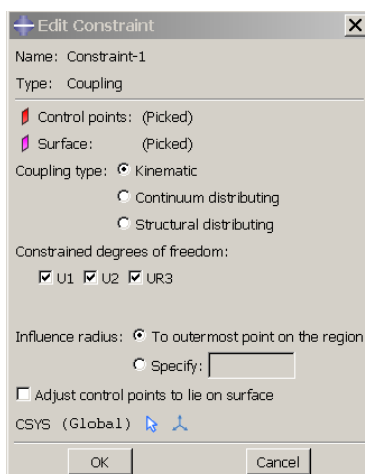 Edit Constraint
Name: Constraint-1
Type: Coupling
Control points: (Picked)
Surface: (Picked)
Coupling type: Kinematic
Continuum distributing
Structural distributing
Constrained degrees of freedom:
U1 U2 UR3
Influence radius: To outermost point on the region
Specify:
Adjust control points to lie on surface
CSYS (Global)
OK Cancel